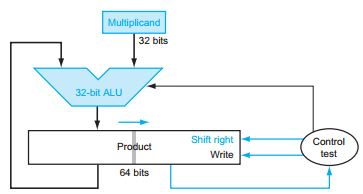 Multiplicand
32 bits
32-bit ALU
Product
Shift right
Write
Control
test
64 bits